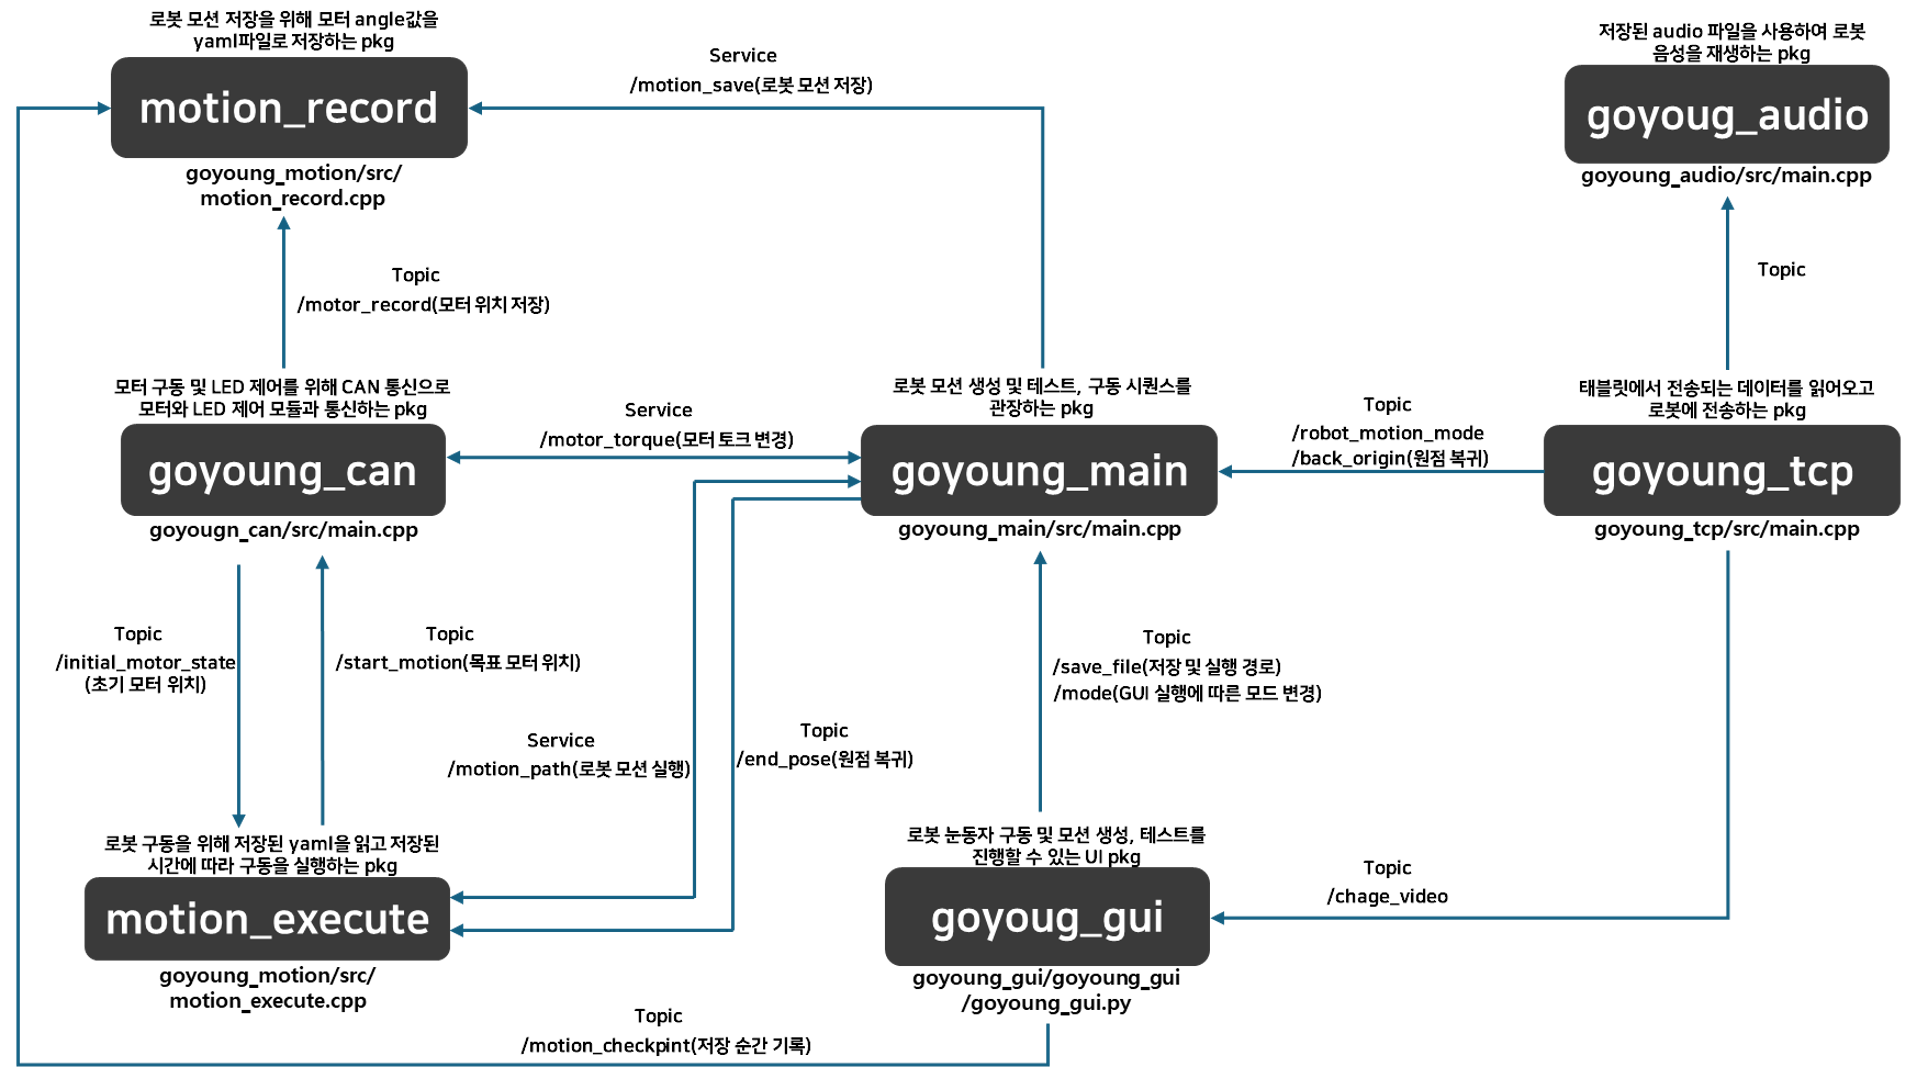 로봇 모션 저장을 위해 모터 angle값을
yaml파일로 저장하는 pkg
motion_record
goyoung_motion/src/
motion_record.cpp
Service
/motion_save(로봇 모션 저장)
저장된 audio 파일을 사용하여 로봇
음성을 재생하는 pkg
goyoug_audio
goyoung_audio/src/main.cpp
Topic
/motor_record(모터 위치 저장)
Topic
모터 구동 및 LED 제어를 위해 CAN 통신으로
모터와 LED 제어 모듈과 통신하는 pkg
goyoung_can
goyougn_can/src/main.cpp
Service
/motor_torque(모터 토크 변경)
로봇 모션 생성 및 테스트, 구동 시퀀스를
관장하는 pkg
goyoung_main
goyoung_main/src/main.cpp
Topic
/robot_motion_mode
/back_origin(원점 복귀)
태블릿에서 전송되는 데이터를 읽어오고
로봇에 전송하는 pkg
goyoung_tcp
goyoung_tcp/src/main.cpp
Topic
/initial_motor_state
(초기 모터 위치)
Topic
/start_motion(목표 모터 위치)
Topic
/save_file(저장 및 실행 경로)
/mode(GUI 실행에 따른 모드 변경)
Service
/motion_path(로봇 모션 실행)
Topic
/end_pose(원점 복귀)
로봇 구동을 위해 저장된 yaml을 읽고 저장된
시간에 따라 구동을 실행하는 pkg
motion_execute
goyoung_motion/src/
motion_execute.cpp
로봇 눈동자 구동 및 모션 생성, 테스트를
진행할 수 있는 UI pkg
goyoug_gui
goyoung_gui/goyoung_gui
/goyoung_gui.py
Topic
/chage_video
Topic
/motion_checkpint(저장 순간 기록)